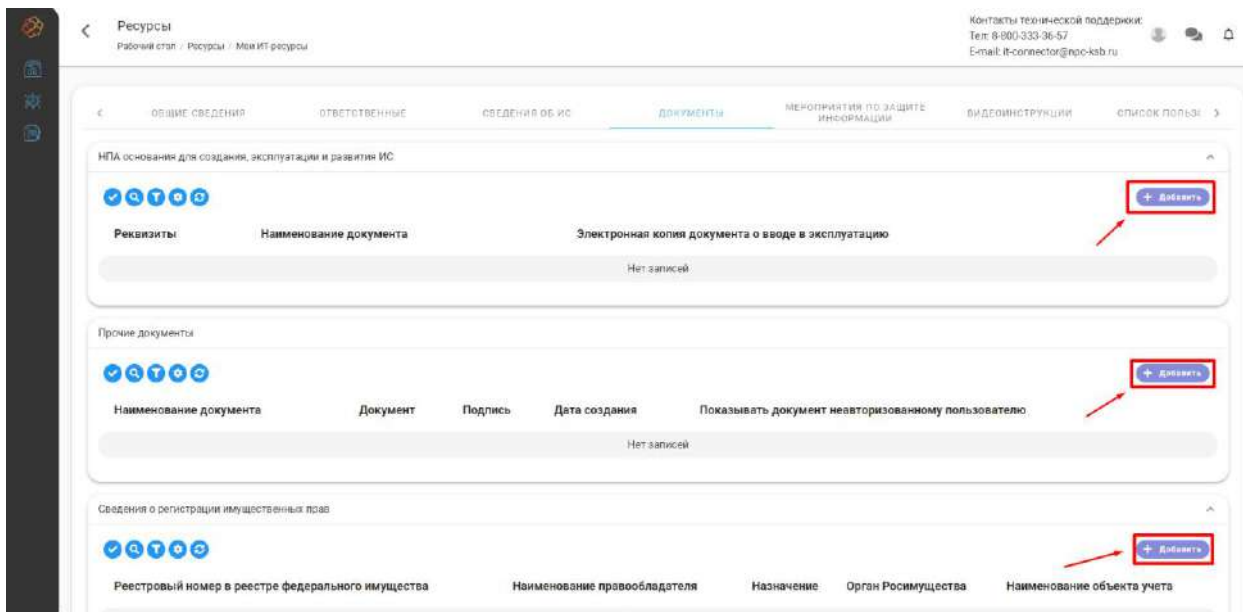 Ресурсы
Рабочий стол / Ресурсы / Мои ИТ-ресурсы
Контакты технической поддержки:
Тел: 8-800-333-36-57
E-mail: it-connector@npc-ksb.ru
ОБЩИЕ СВЕДЕНИЯ
ОТВЕТСТВЕННЫЕ
СВЕДЕНИЯ ОБ ИС
ДОКУМЕНТЫ
МЕРОПРИЯТИЯ ПО ЗАЩИТЕ
ИНФОРМАЦИИ
ВИДЕОИНСТРУКЦИИ
СПИСОК ПОЛЬЗО
НПА основания для создания, эксплуатации и развития ИС
+ Добавить
Реквизиты Наименование документа Электронная копия документа о вводе в эксплуатацию
Нет записей
Прочие документы
+ Добавить
Наименование документа Документ Подпись Дата создания Показывать документ неавторизованному пользователю
Нет записей
Сведения о регистрации имущественных прав
+ Добавить
Реестровый номер в реестре федерального имущества Наименование правообладателя Назначение Орган Росимущества Наименование объекта учета